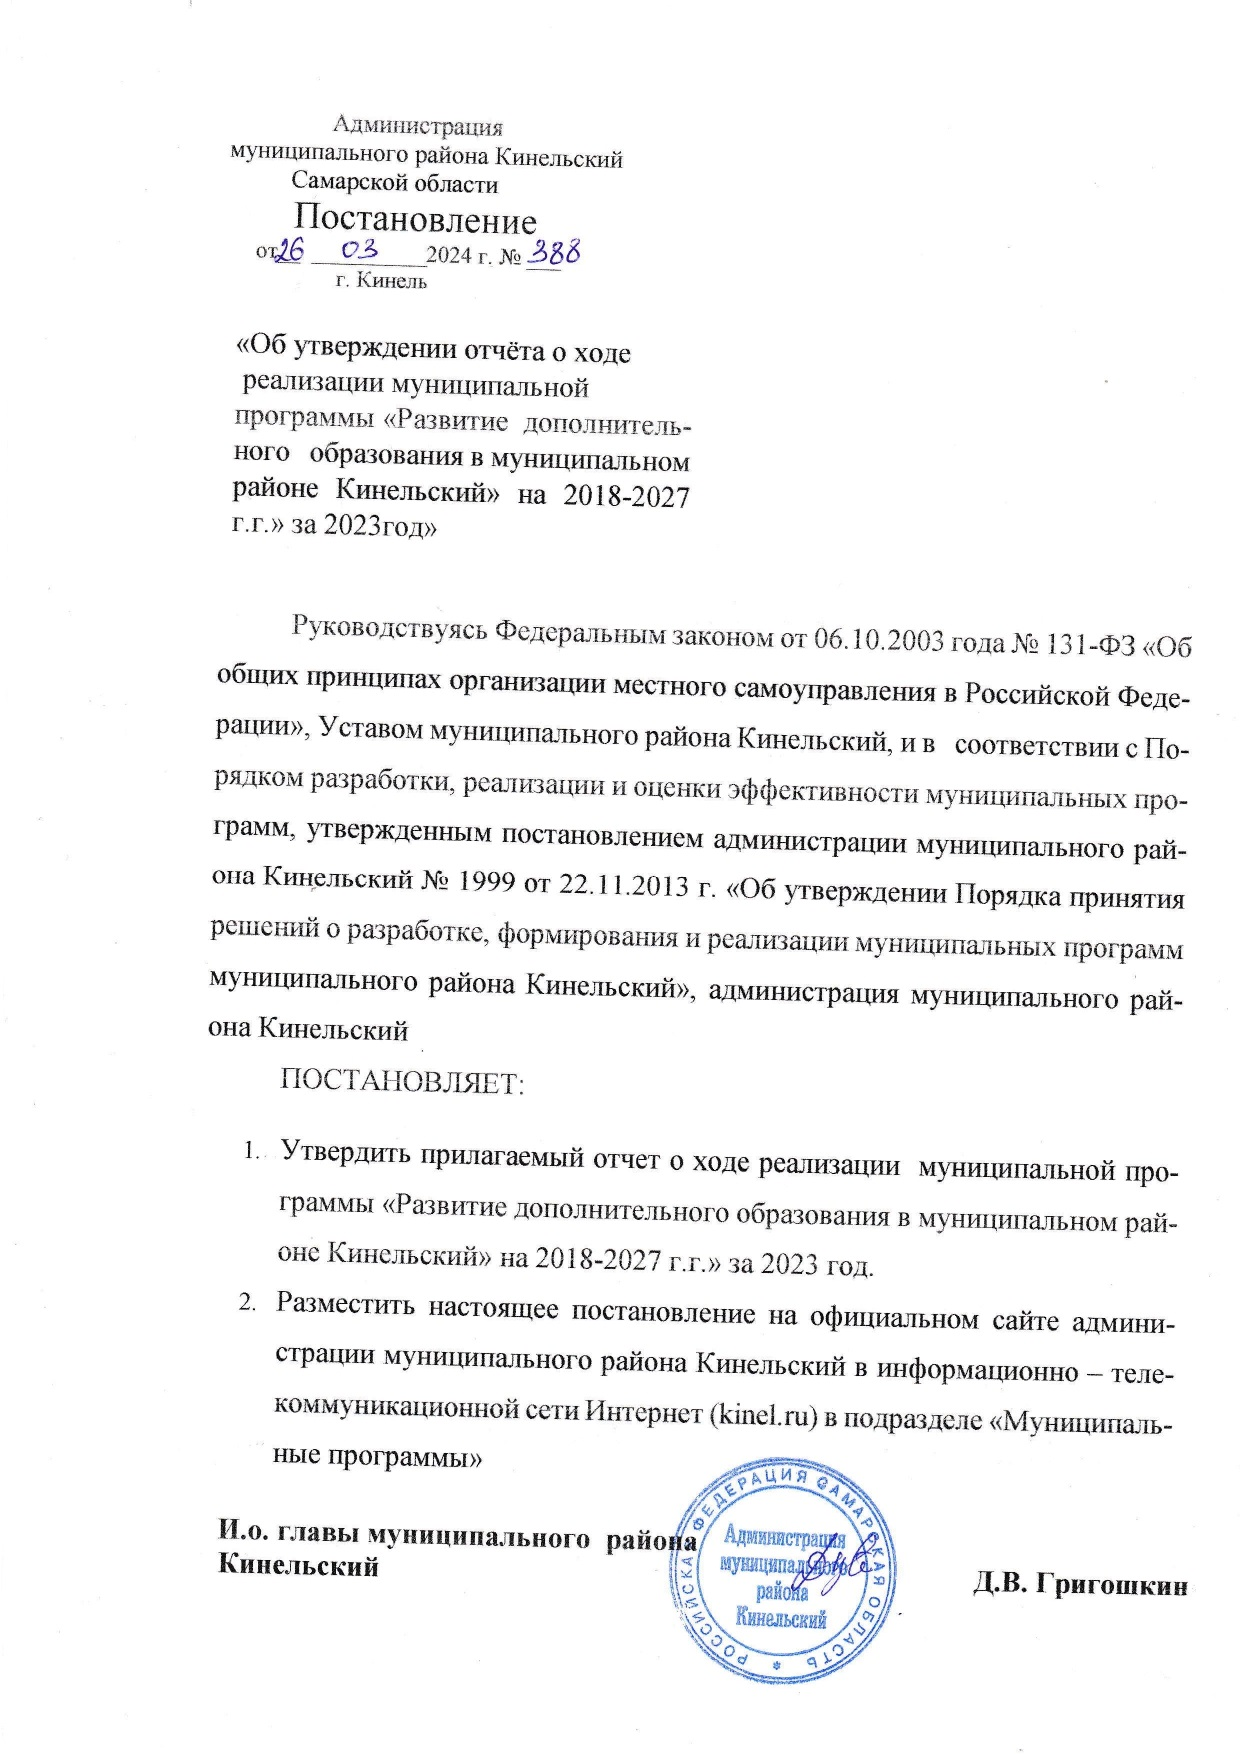 Администрация
муниципального района Кинельский
Самарской области
Постановление
от 26 03 2024 г. № 388
г. Кинель
«Об утверждении отчёта о ходе
реализации муниципальной
программы «Развитие дополнитель-
ного образования в муниципальном
районе Кинельский» на 2018-2027
г.г.» за 2023год»
Руководствуясь Федеральным законом от 06.10.2003 года № 131-ФЗ «Об
общих принципах организации местного самоуправления в Российской Феде-
рации», Уставом муниципального района Кинельский, и в соответствии с По-
рядком разработки, реализации и оценки эффективности муниципальных про-
грамм, утвержденным постановлением администрации муниципального рай-
она Кинельский № 1999 от 22.11.2013 г. «Об утверждении Порядка принятия
решений о разработке, формирования и реализации муниципальных программ
муниципального района Кинельский», администрация муниципального рай-
она Кинельский
ПОСТАНОВЛЯЕТ:
1. Утвердить прилагаемый отчет о ходе реализации муниципальной про-
граммы «Развитие дополнительного образования в муниципальном рай-
оне Кинельский» на 2018-2027 г.г.» за 2023 год.
2. Разместить настоящее постановление на официальном сайте админи-
страции муниципального района Кинельский в информационно – теле-
коммуникационной сети Интернет (kinel.ru) в подразделе «Муниципаль-
ные программы»
И.о. главы муниципального района
Кинельский
Д.В. Григошкин
РОССИЙСКАЯ ФЕДЕРАЦИЯ САМАРСКАЯ ОБЛАСТЬ *
Администрация
муниципального
района
Кинельский